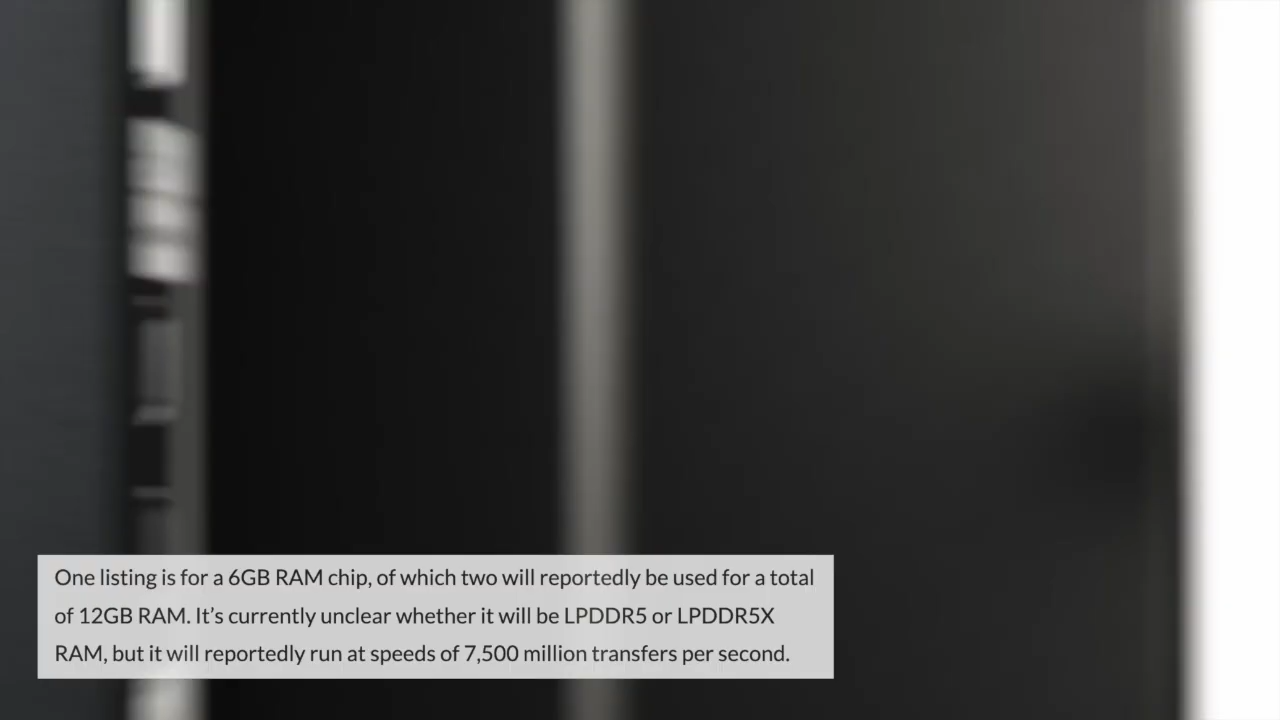 One listing is for a 6GB RAM chip, of which two will reportedly be used for a total
of 12GB RAM. It’s currently unclear whether it will be LPDDR5 or LPDDR5X
RAM, but it will reportedly run at speeds of 7,500 million transfers per second.